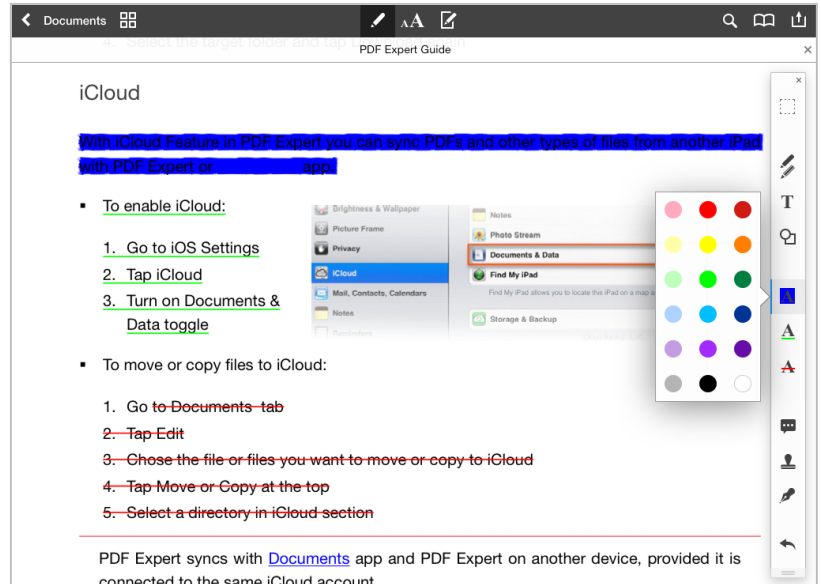 Documents
AA
4. Select the target folder and tap
PDF Expert Guide
iCloud
With iCloud Feature in PDF Expert you can sync PDFs and other types of files from another iPad
with PDF Expert or app.
▪ To enable iCloud:
1. Go to iOS Settings
2. Tap iCloud
3. Turn on Documents &
Data toggle
Brightness & Wallpaper
Picture Frame
Privacy
iCloud
Mail, Contacts, Calendars
Notes
Reminders
Notes
Photo Stream
Documents & Data
Find My iPad
Find My iPad allows you to locate this iPad on a map a
Storage & Backup
T
A
A
A
▪ To move or copy files to iCloud:
1. Go to Documents tab
2. Tap Edit
3. Chose the file or files you want to move or copy to iCloud
4. Tap Move or Copy at the top
5. Select a directory in iCloud section
PDF Expert syncs with Documents app and PDF Expert on another device, provided it is
connected to the same iCloud account